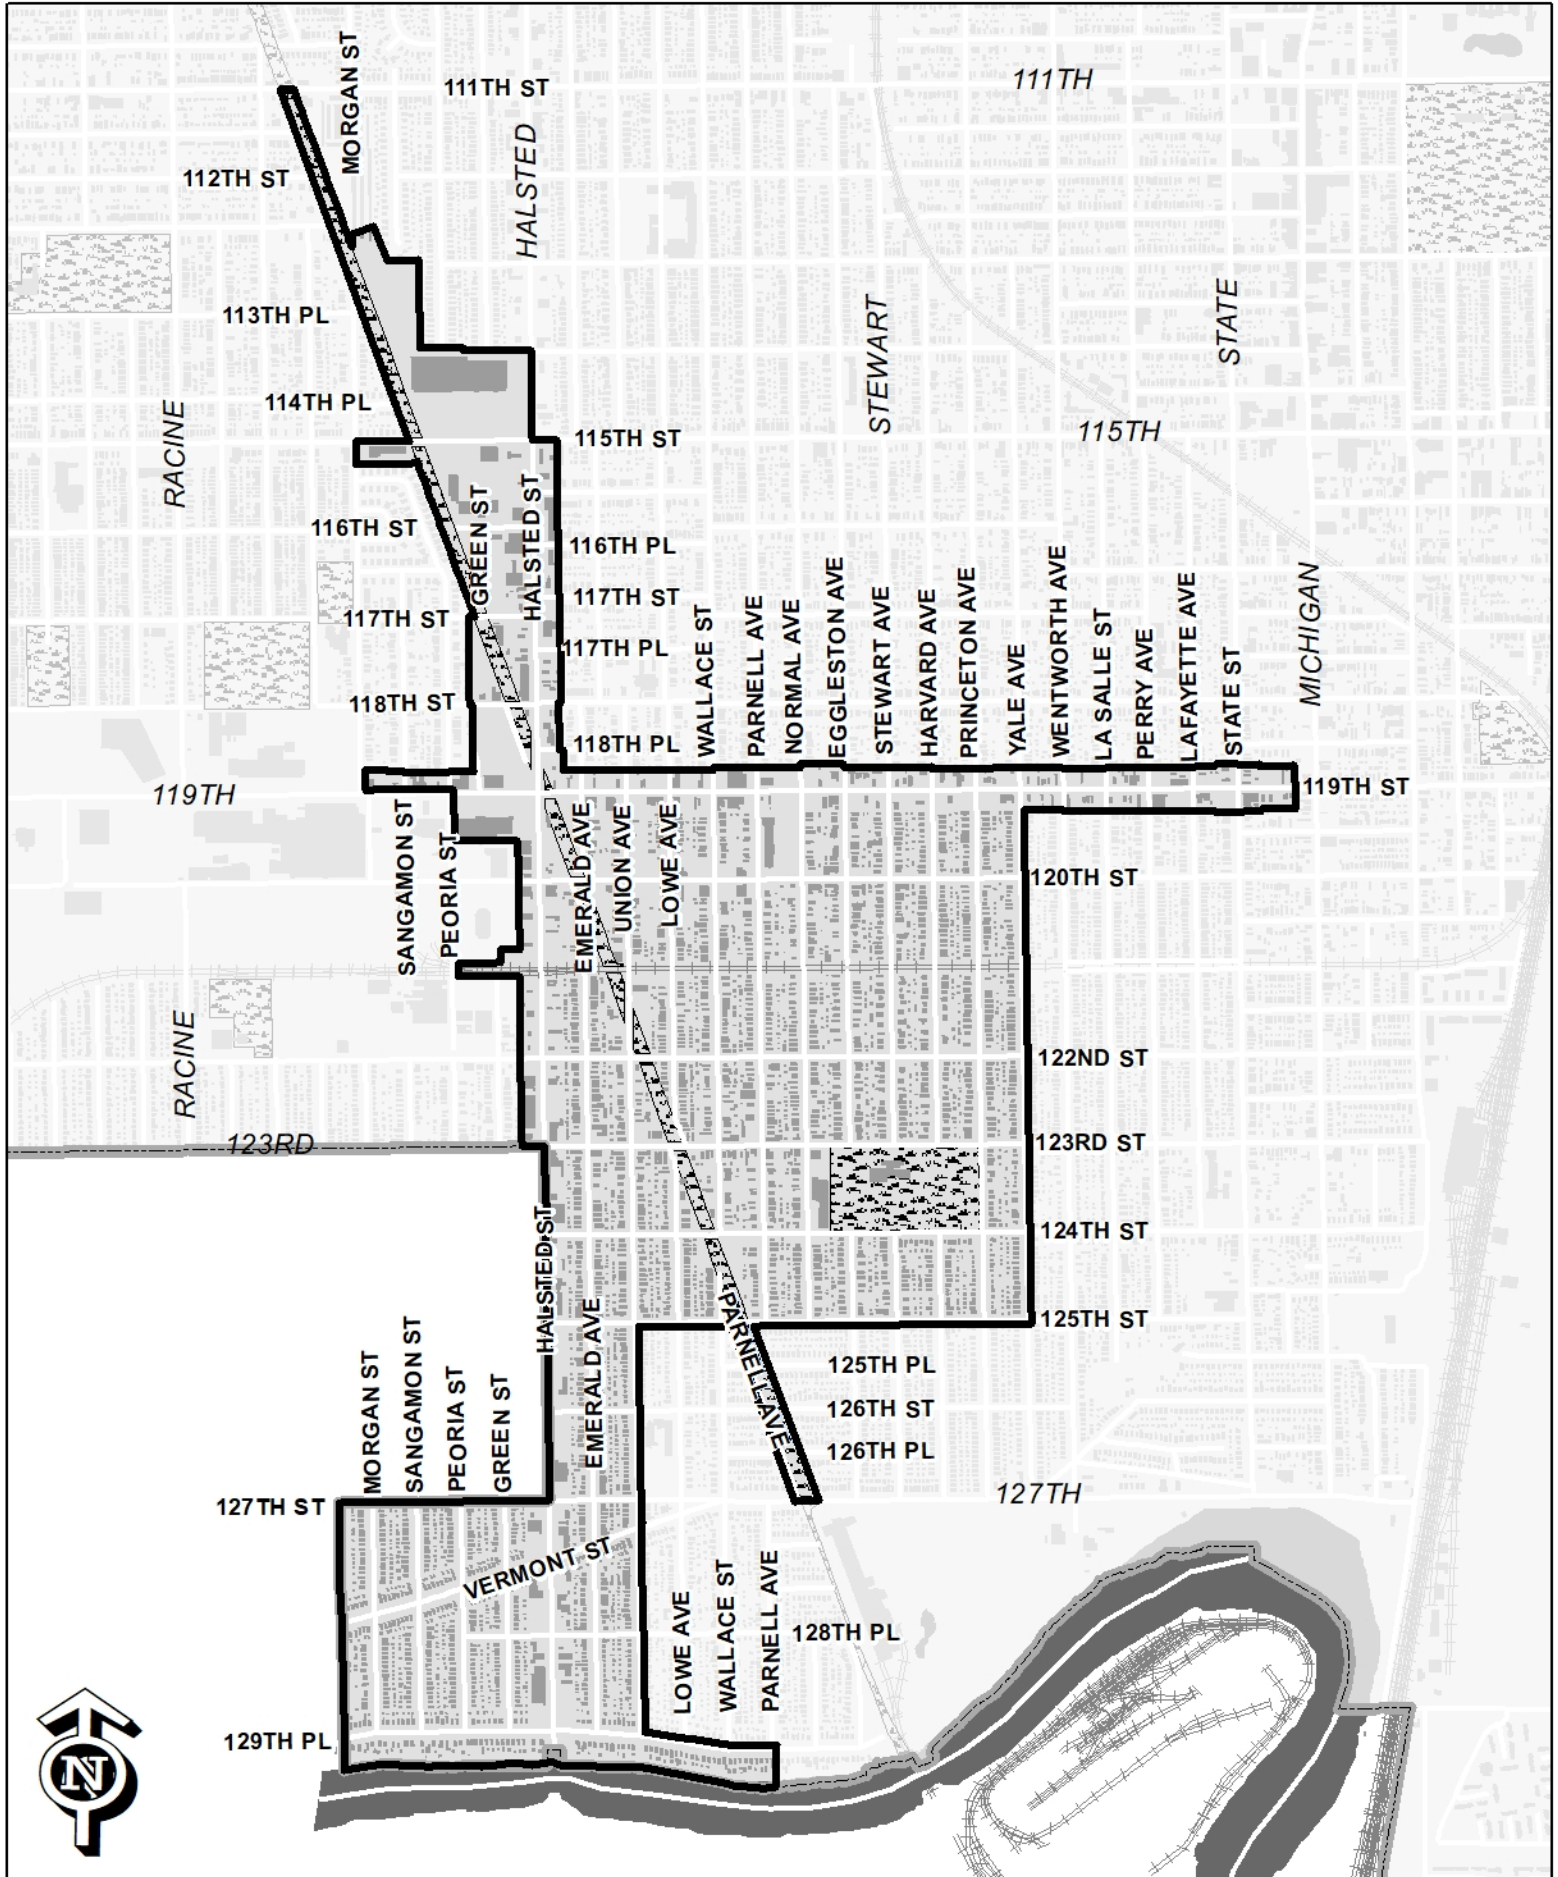 MORGAN ST
111TH ST
111TH
HALSTED
112TH ST
113TH PL
STEWART
STATE
114TH PL
RACINE
115TH ST
115TH
116TH ST
GREEN ST
HALSTED ST
116TH PL
117TH ST
117TH ST
117TH PL
118TH ST
118TH PL
WALLACE ST
PARNELL AVE
NORMAL AVE
EGGLESTON AVE
STEWART AVE
HARVARD AVE
PRINCETON AVE
YALE AVE
WENTWORTH AVE
LA SALLE ST
PERRY AVE
LAFAYETTE AVE
STATE ST
MICHIGAN
119TH
119TH ST
SANGAMON ST
PEORIA ST
EMERALD AVE
UNION AVE
LOWE AVE
120TH ST
RACINE
122ND ST
123RD
123RD ST
124TH ST
HALSTED ST
EMERALD AVE
PARNELL AVE
125TH ST
125TH PL
126TH ST
126TH PL
MORGAN ST
SANGAMON ST
PEORIA ST
GREEN ST
127TH ST
127TH
VERMONT ST
LOWE AVE
WALLACE ST
PARNELL AVE
128TH PL
129TH PL
N